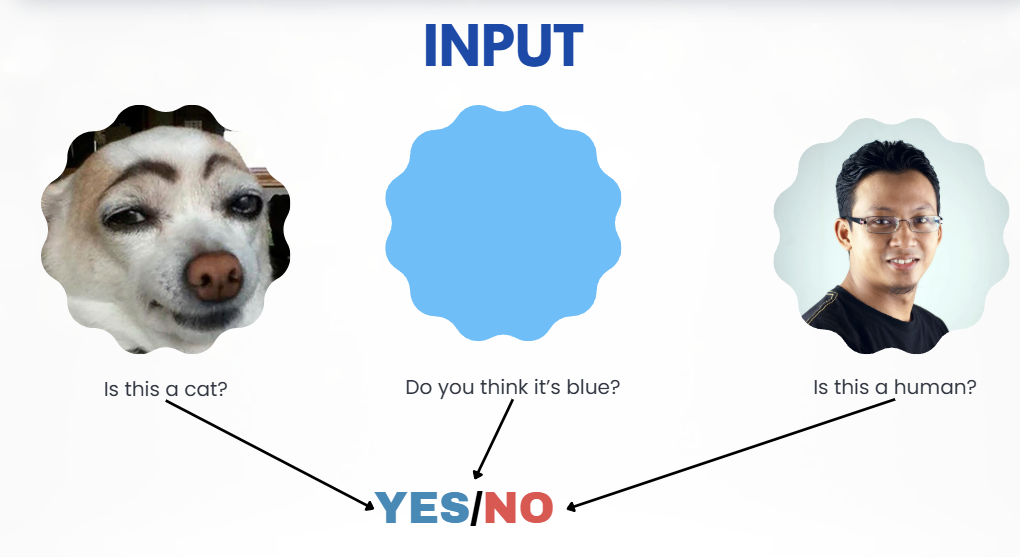 INPUT
Is this a cat?
Do you think it’s blue?
Is this a human?
YES/NO